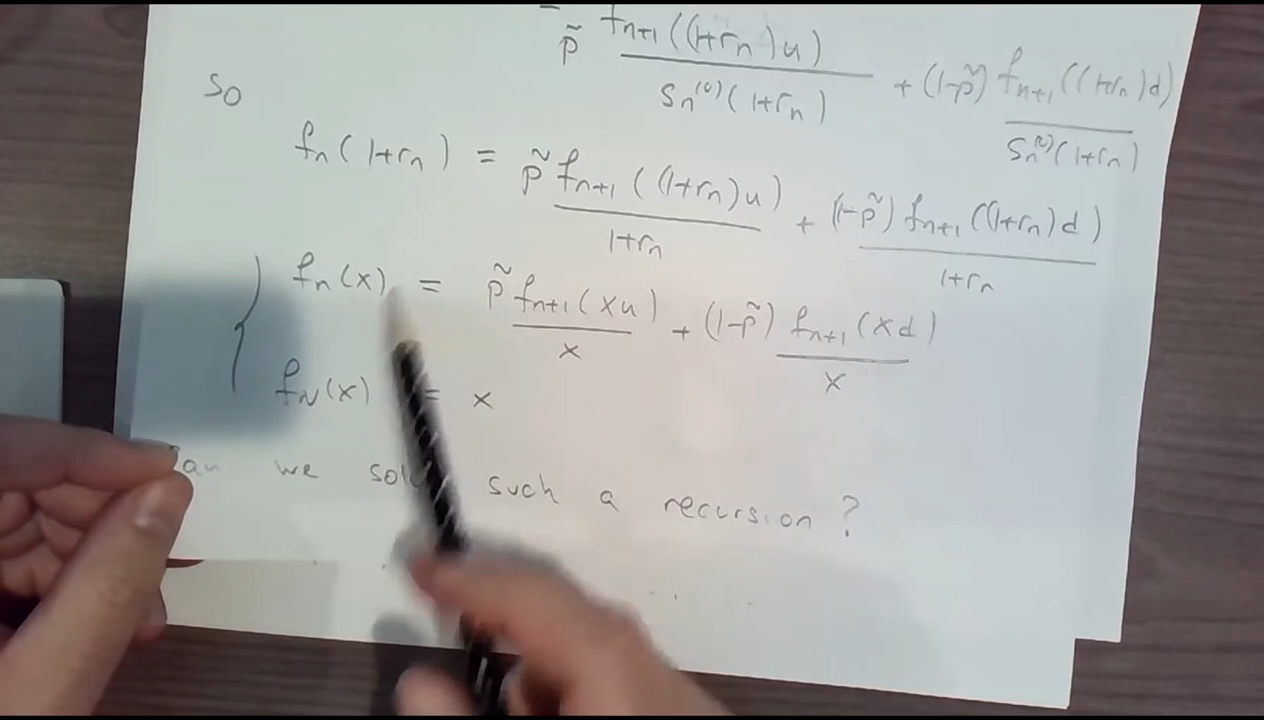 = p̃ f_{n+1}((1+r_n)u) / S_n^{(0)}(1+r_n) + (1-p̃) f_{n+1}((1+r_n)d) / S_n^{(0)}(1+r_n)
so
f_n(1+r_n) = p̃ f_{n+1}((1+r_n)u) / 1+r_n + (1-p̃) f_{n+1}((1+r_n)d) / 1+r_n
{ f_n(x) = p̃ f_{n+1}(xu) / x + (1-p̃) f_{n+1}(xd) / x
f_N(x) = x
we such a recursion?